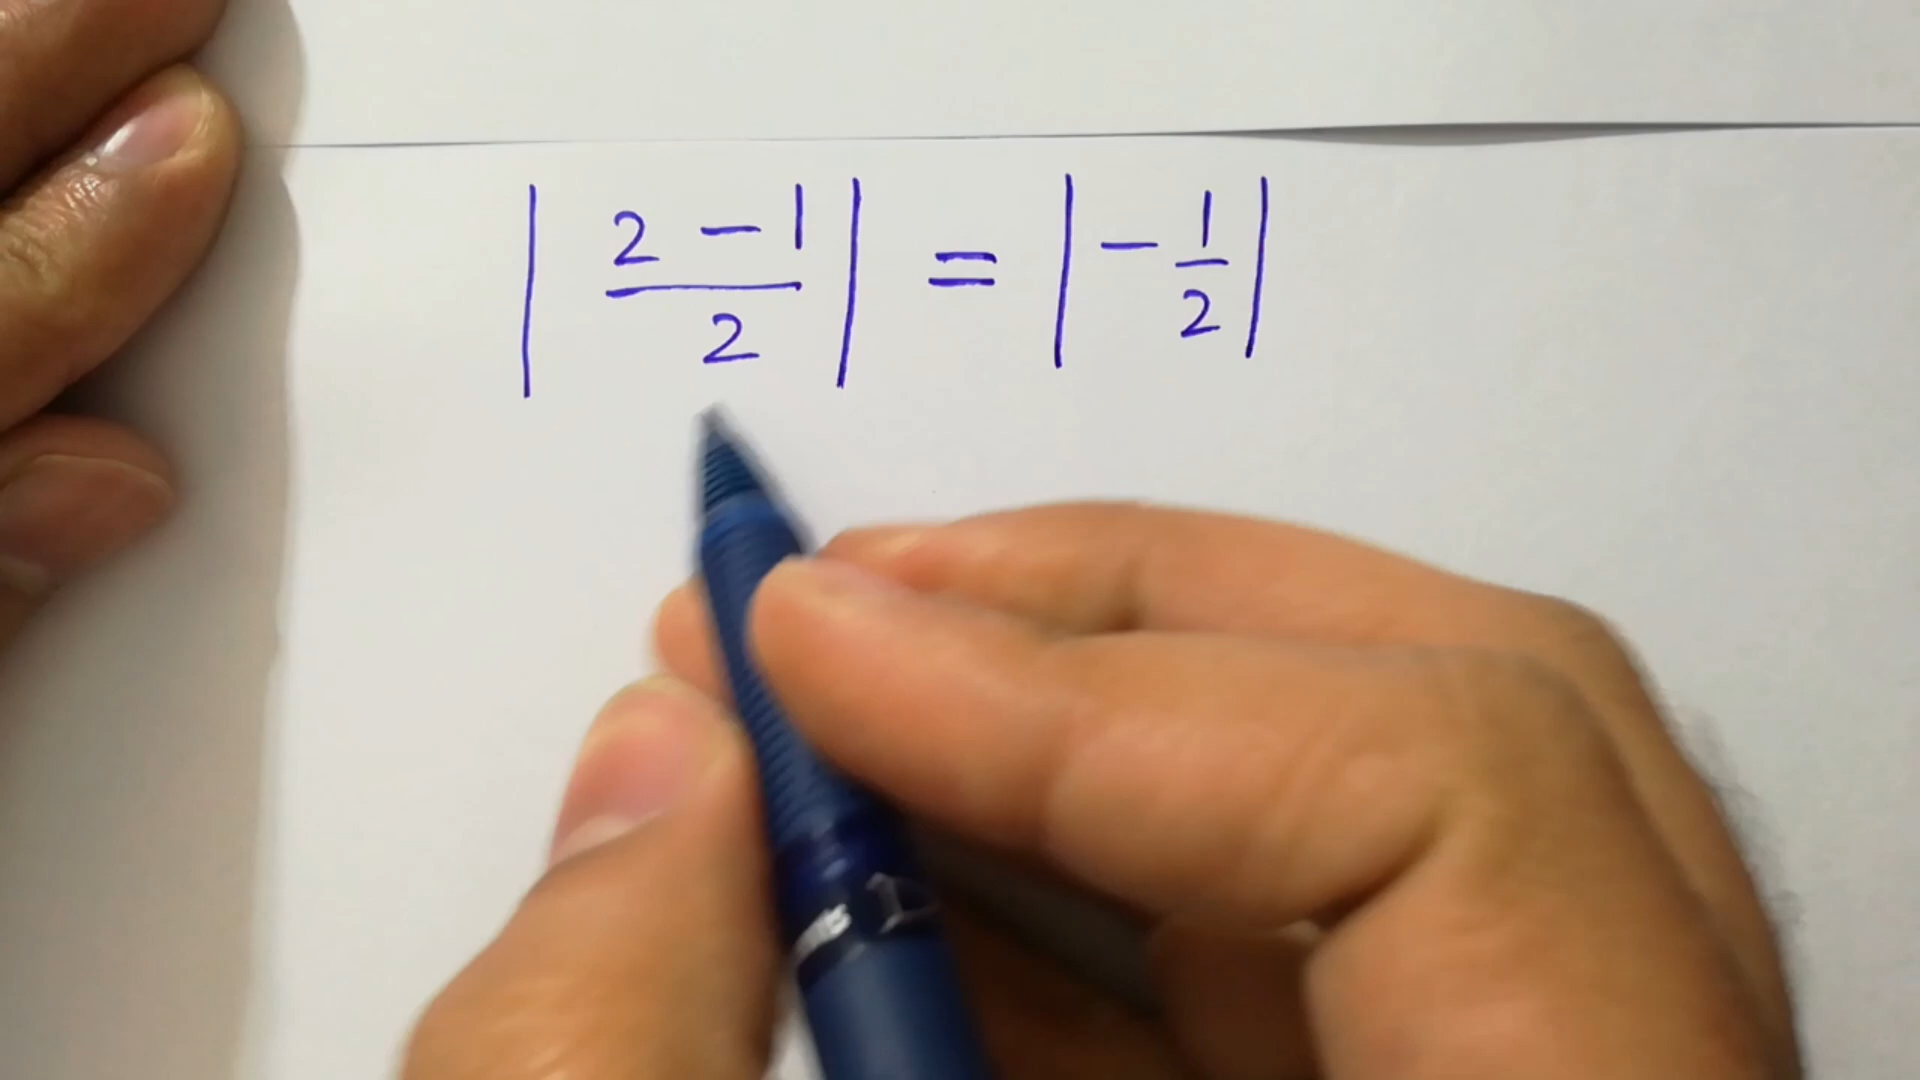 | (2 - 1)/2 | = | - 1/2 |